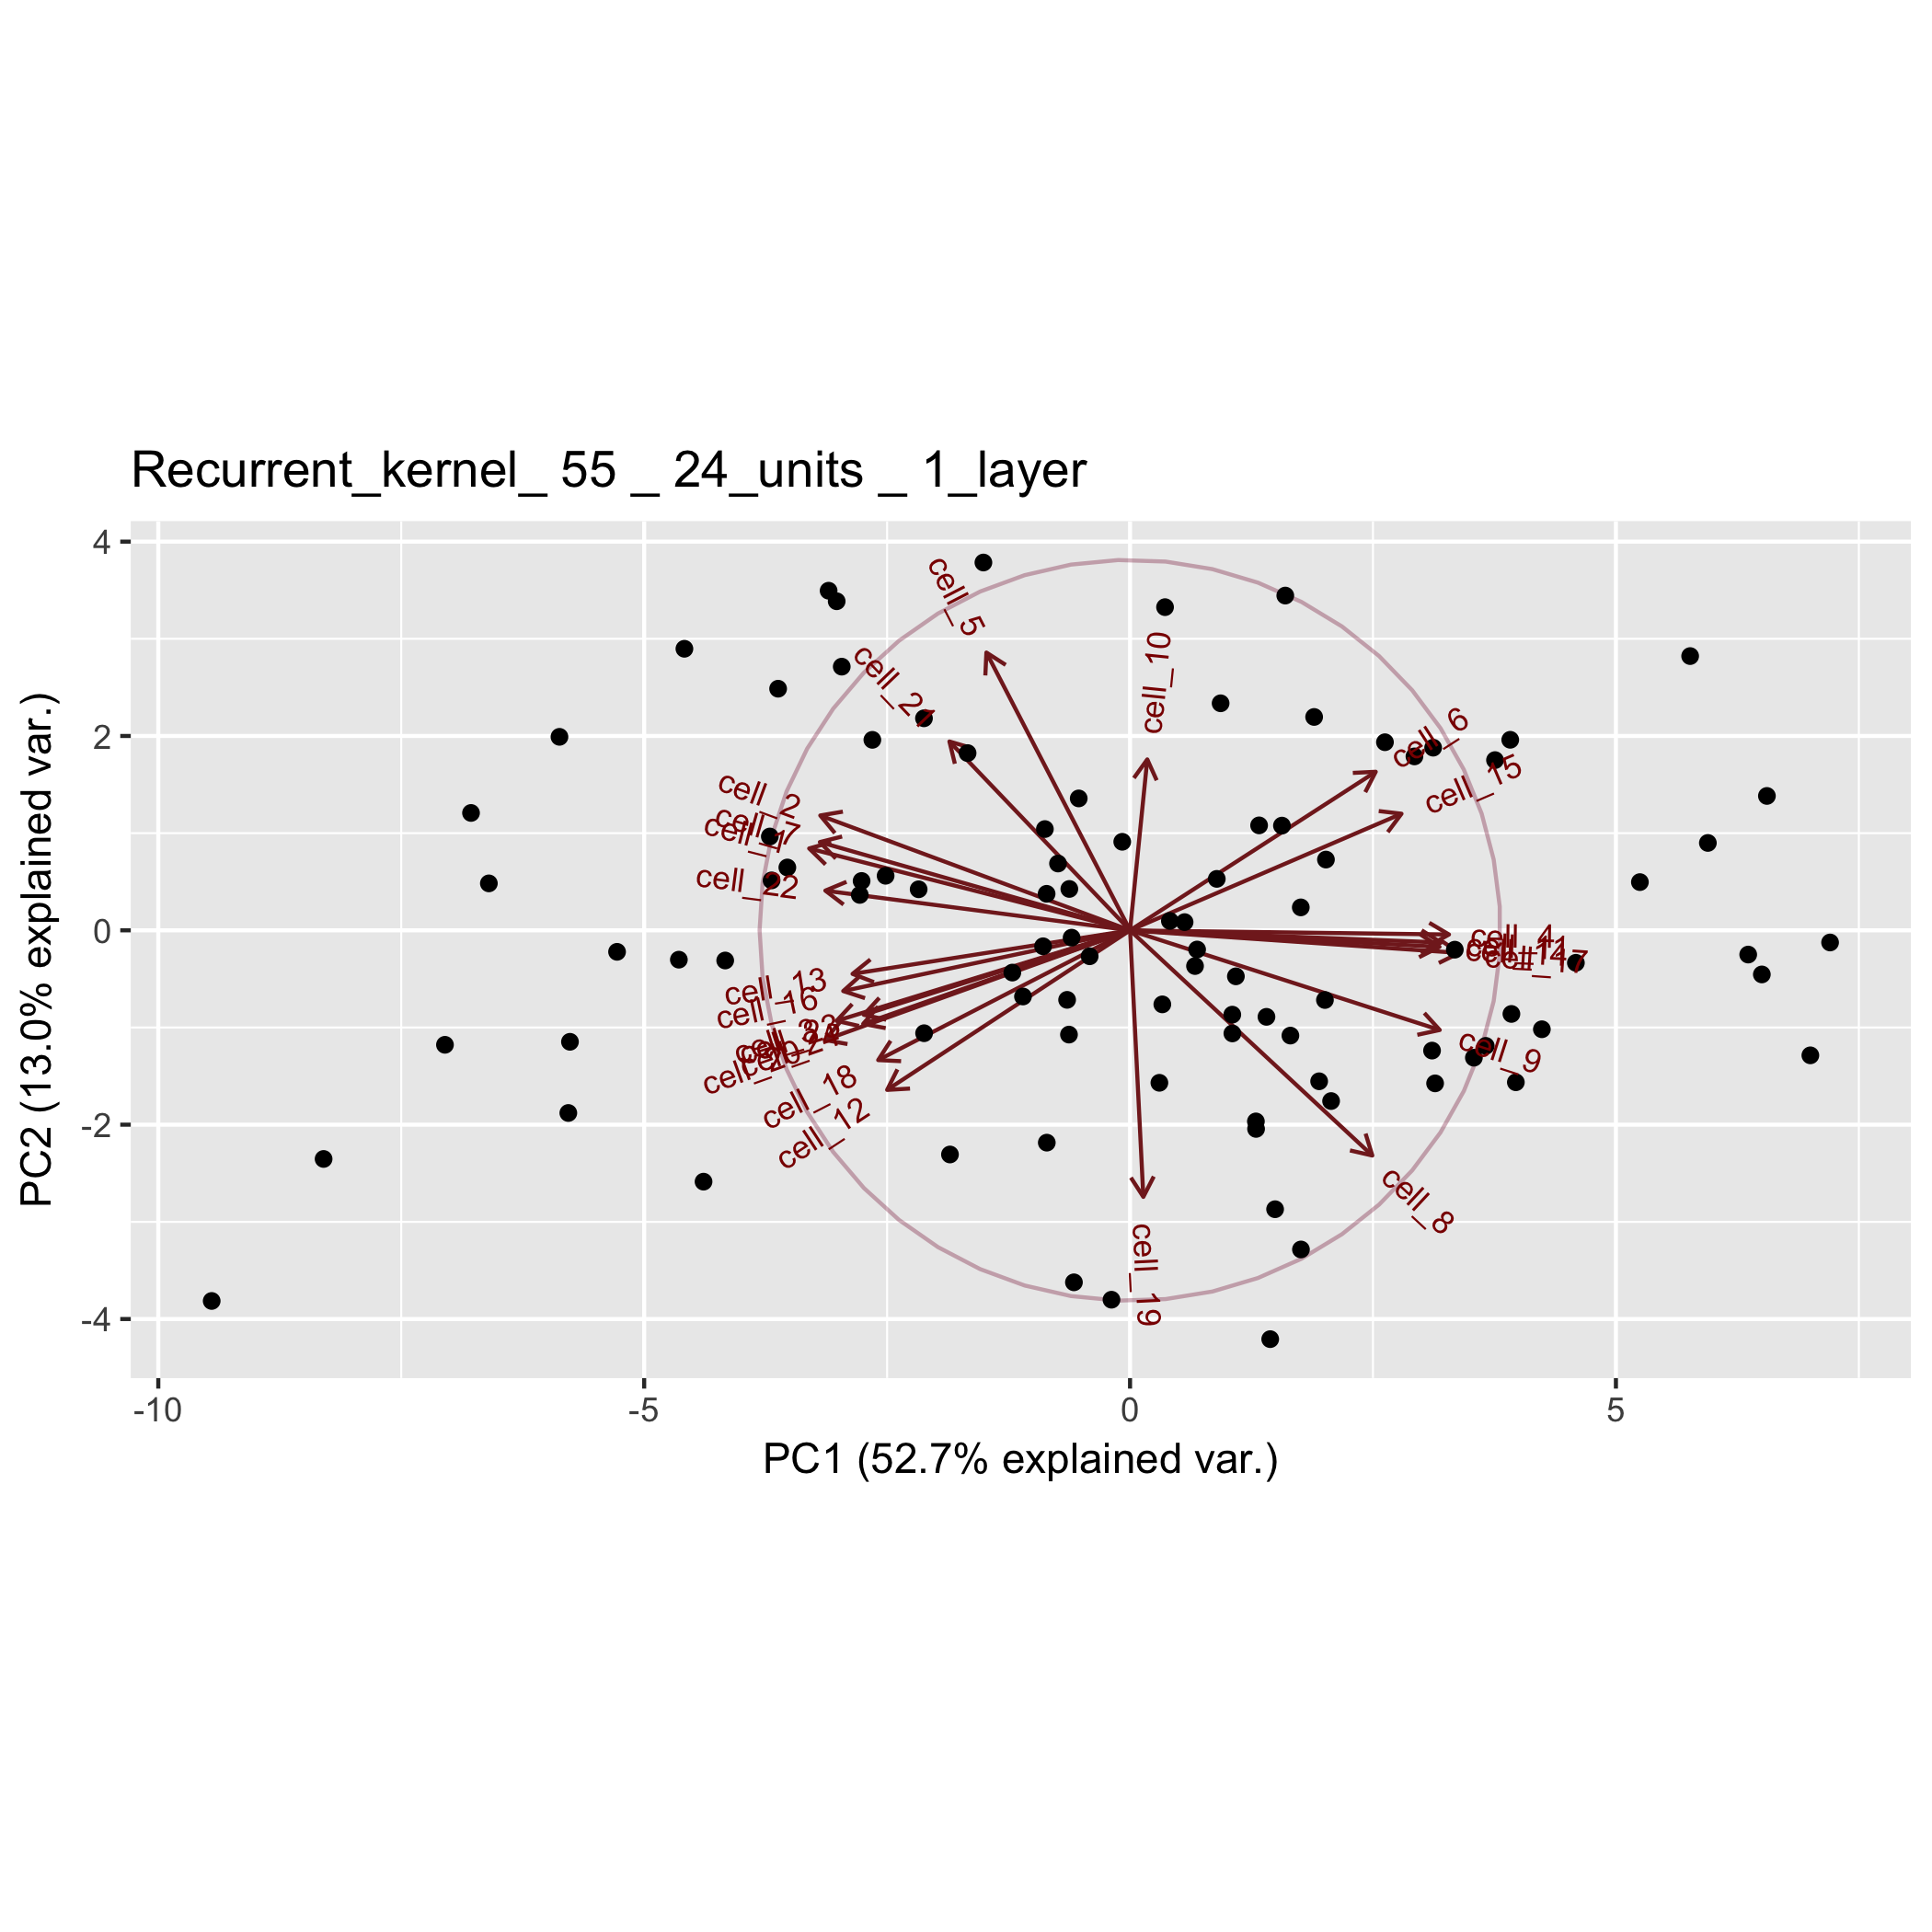 Recurrent_kernel_ 55 _ 24_units _ 1_layer
PC2 (13.0% explained var.)
4
2
0
-2
-4
cell_5
cell_10
cell_6
cell_15
cell_2
cell_22
cell_4
cell_13
cell_16
cell_9
cell_18
cell_12
cell_8
cell_19
-10
-5
0
5
PC1 (52.7% explained var.)